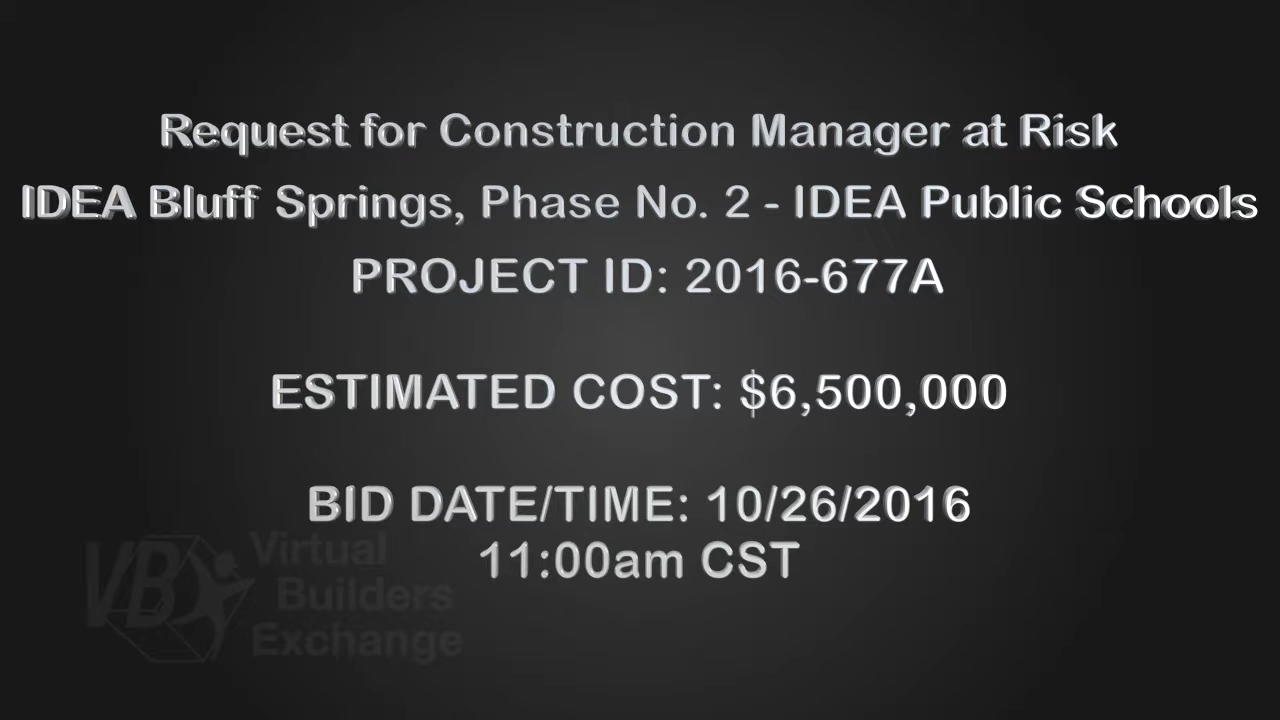 Request for Construction Manager at Risk
IDEA Bluff Springs, Phase No. 2 - IDEA Public Schools
PROJECT ID: 2016-677A
ESTIMATED COST: $6,500,000
BID DATE/TIME: 10/26/2016
11:00am CST
VBX Virtual
Builders
Exchange